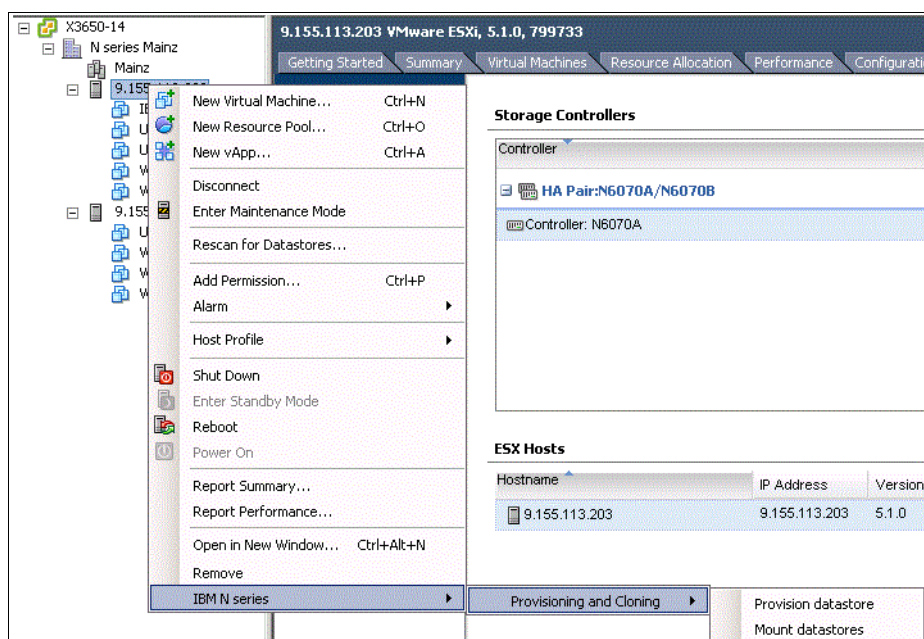 X3650-14
N series Mainz
Mainz
9.155
9.155
9.155.113.203 VMware ESXi, 5.1.0, 799733
Getting Started Summary Virtual Machines Resource Allocation Performance
New Virtual Machine... Ctrl+N
New Resource Pool... Ctrl+O
New vApp... Ctrl+A
Disconnect
Enter Maintenance Mode
Rescan for Datastores...
Add Permission... Ctrl+P
Alarm
Host Profile
Shut Down
Enter Standby Mode
Reboot
Power On
Report Summary...
Report Performance...
Open in New Window... Ctrl+Alt+N
Remove
IBM N series
Provisioning and Cloning
Provision datastore
Mount datastores
Storage Controllers
Controller
HA Pair:N6070A/N6070B
Controller: N6070A
ESX Hosts
Hostname IP Address Version
9.155.113.203 9.155.113.203 5.1.0